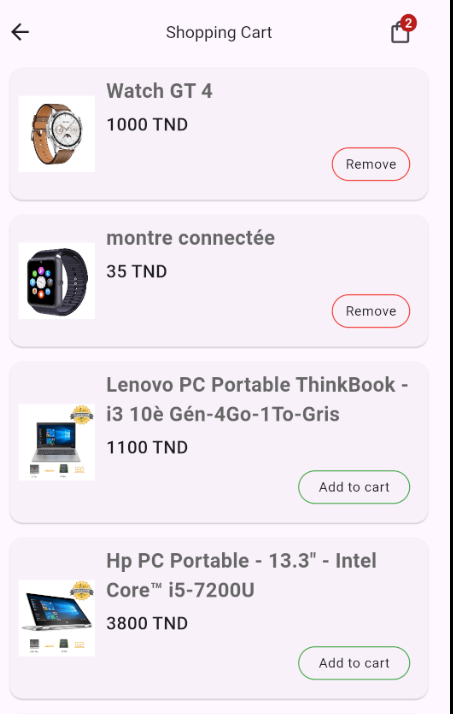 Shopping Cart
2
Watch GT 4
1000 TND
Remove
montre connectée
35 TND
Remove
Lenovo PC Portable ThinkBook -
i3 10è Gén-4Go-1To-Gris
1100 TND
Add to cart
Hp PC Portable - 13.3" - Intel
Core™ i5-7200U
3800 TND
Add to cart